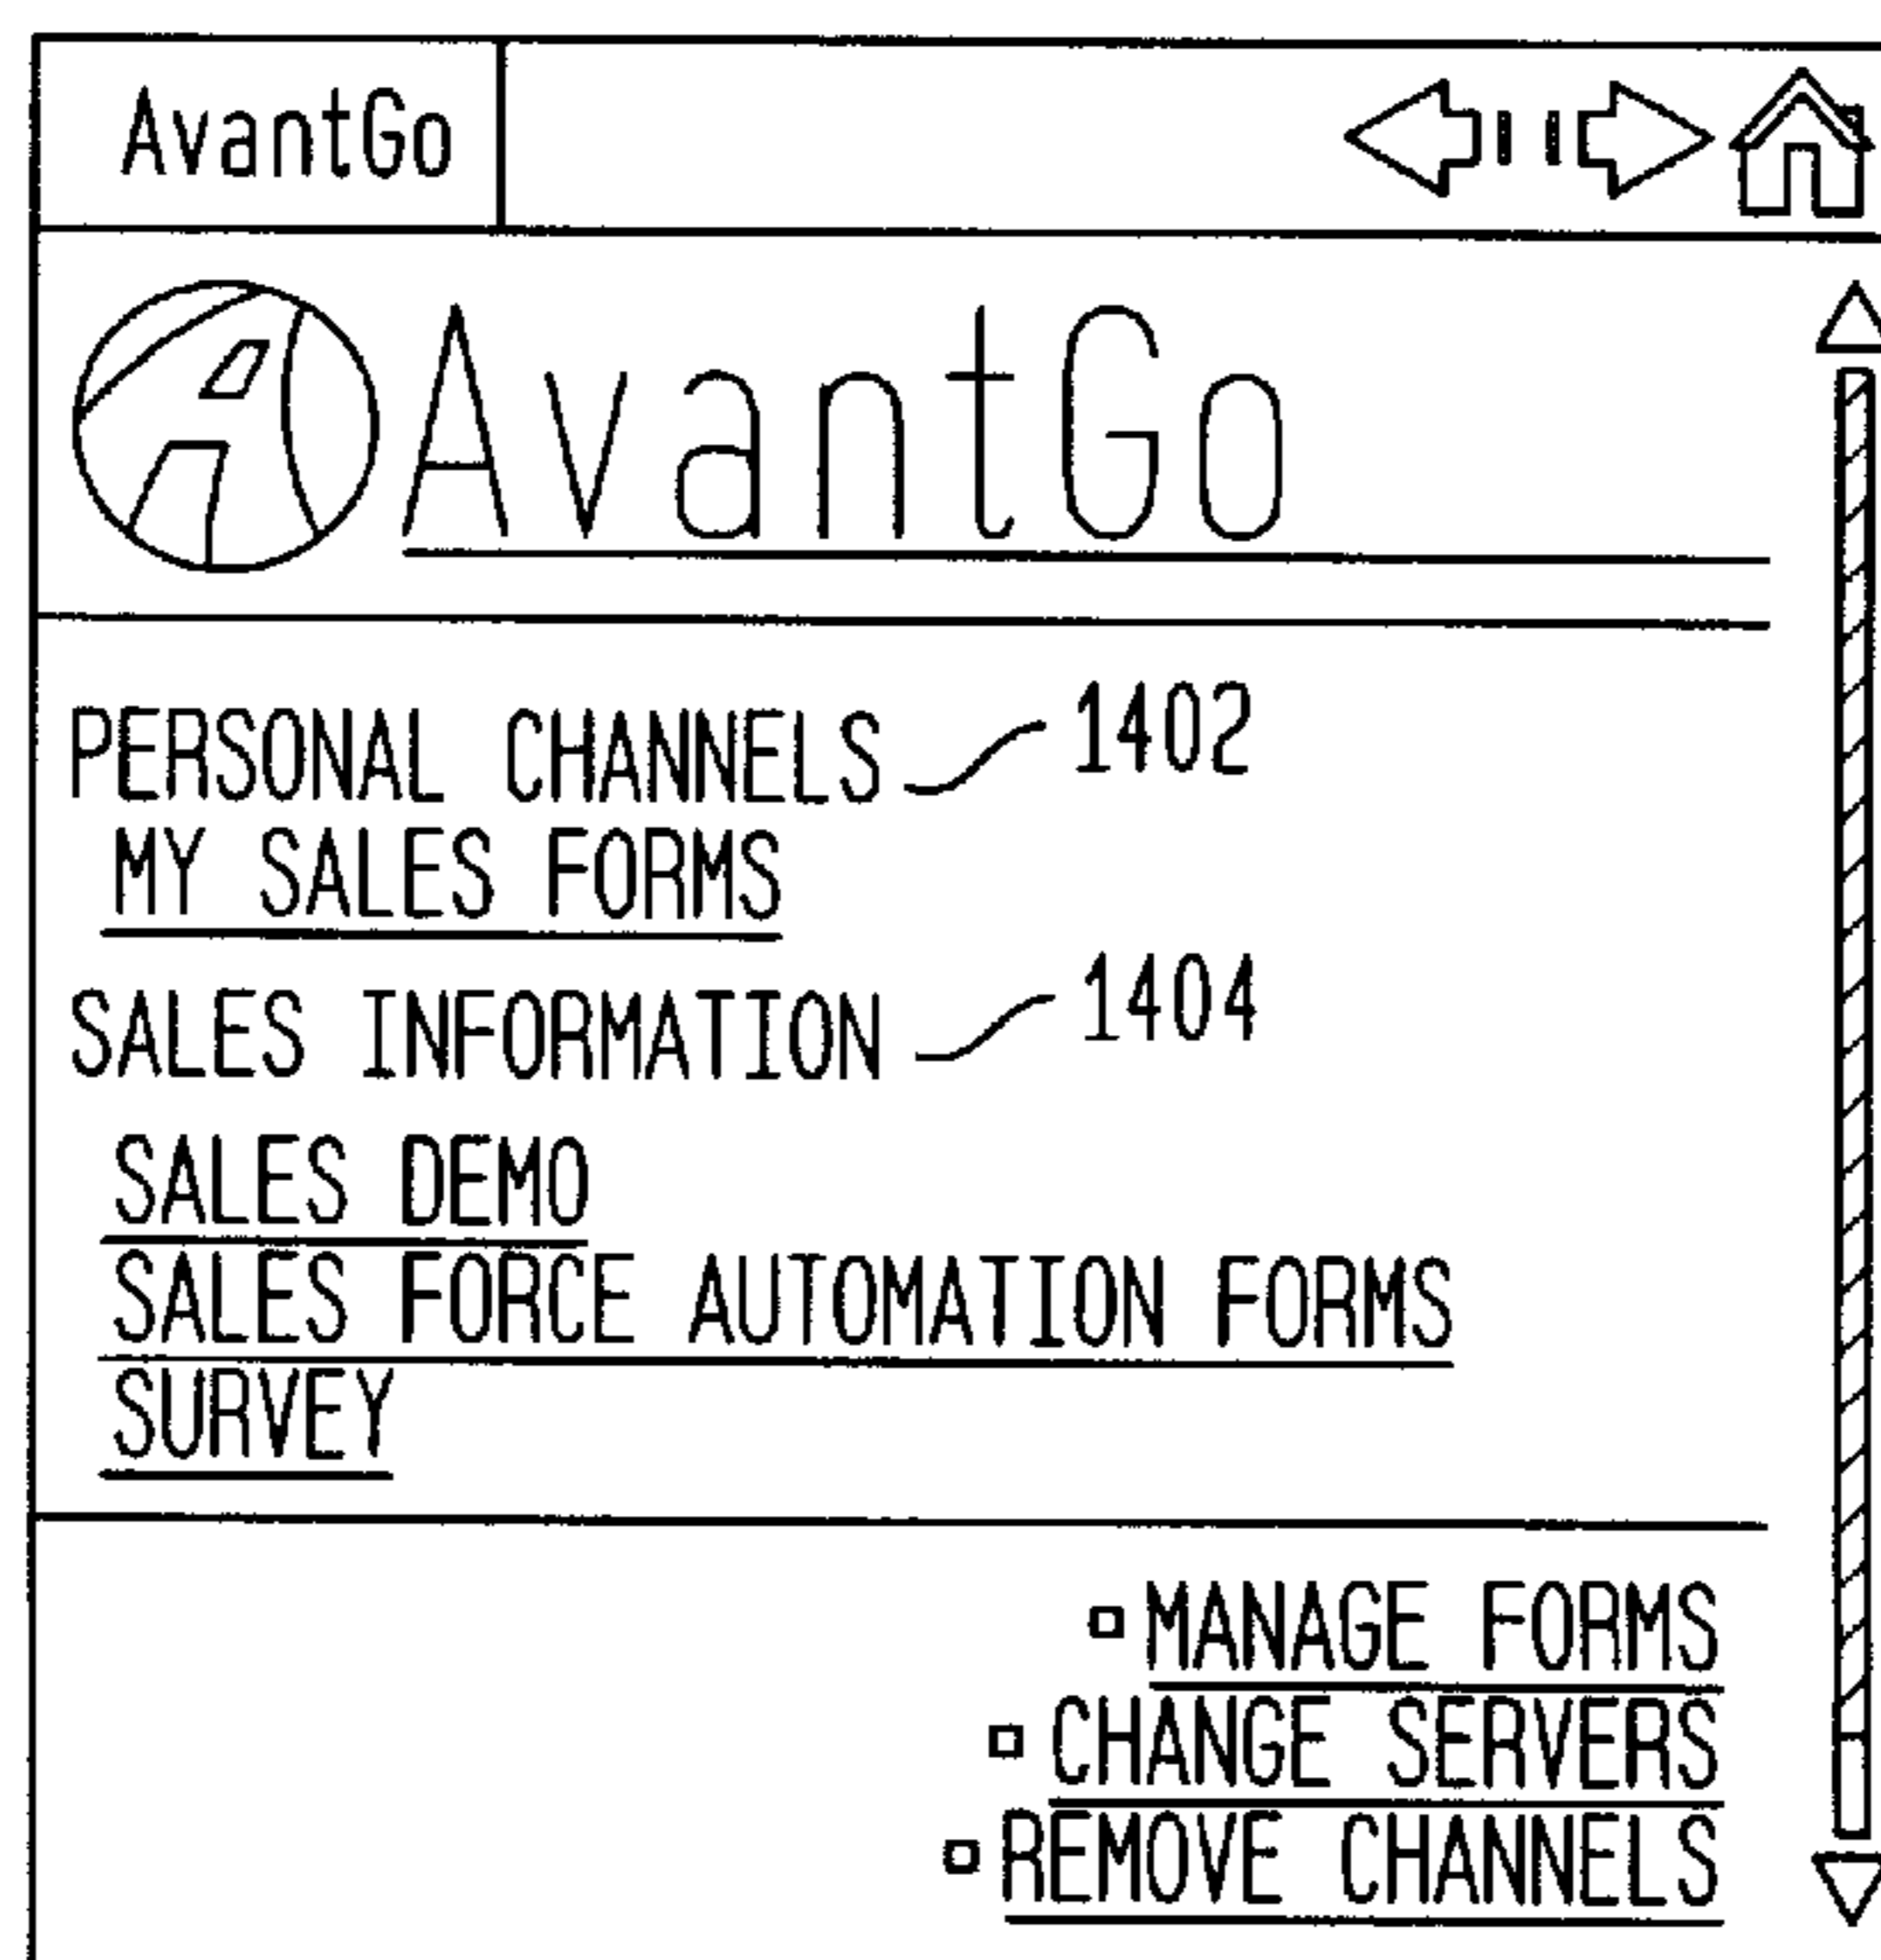 AvantGo
AvantGo
PERSONAL CHANNELS 1402
MY SALES FORMS
SALES INFORMATION 1404
SALES DEMO
SALES FORCE AUTOMATION FORMS
SURVEY
MANAGE FORMS
CHANGE SERVERS
REMOVE CHANNELS